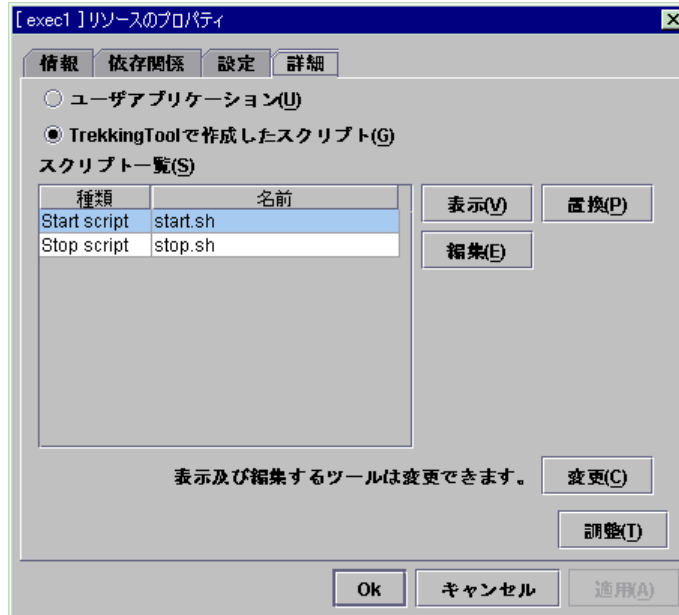 [ exec1 ]リソースのプロパティ
情報 依存関係 設定 詳細
ユーザアプリケーション(U)
TrekkingToolで作成したスクリプト(G)
スクリプト一覧(S)
種類 名前
表示(V) 置換(P)
Start script start.sh
Stop script stop.sh
編集(E)
表示及び編集するツールは変更できます。 変更(C)
調整(T)
Ok キャンセル 適用(A)